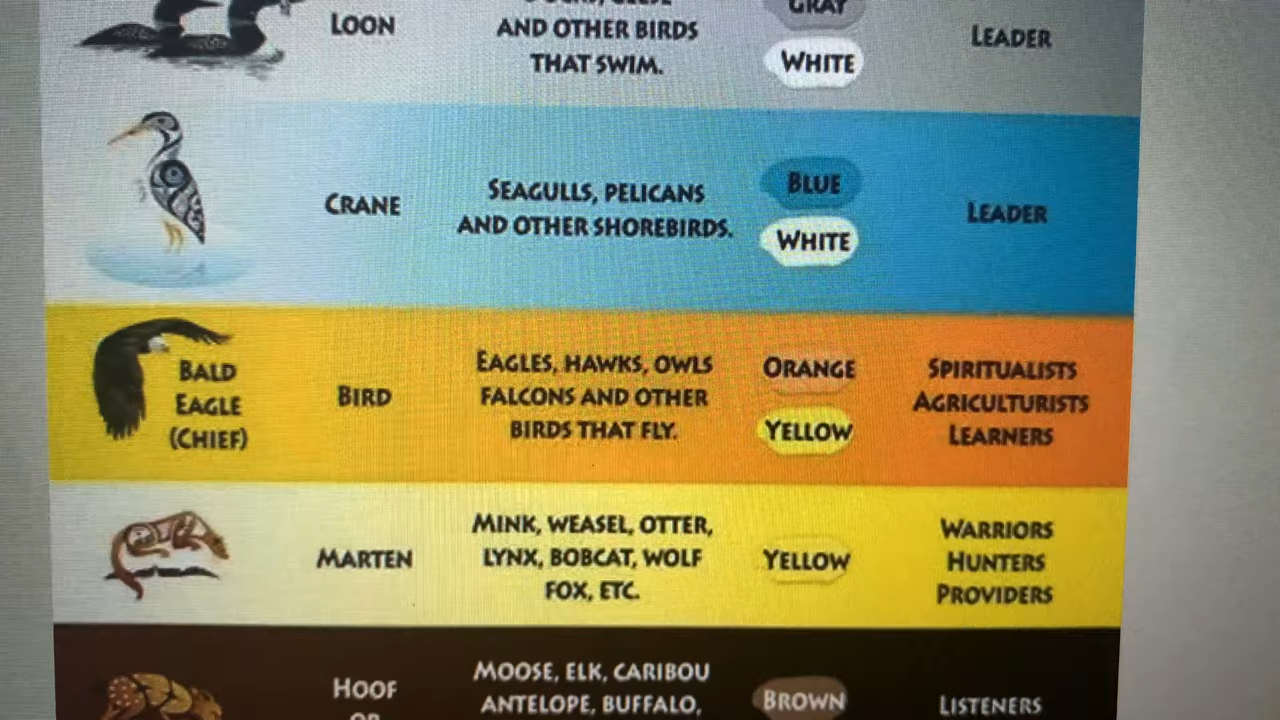 LOON
AND OTHER BIRDS
THAT SWIM.
GRAY
WHITE
LEADER
CRANE
SEAGULLS, PELICANS
AND OTHER SHOREBIRDS.
BLUE
WHITE
LEADER
BALD
EAGLE
(CHIEF)
BIRD
EAGLES, HAWKS, OWLS
FALCONS AND OTHER
BIRDS THAT FLY.
ORANGE
YELLOW
SPIRITUALISTS
AGRICULTURISTS
LEARNERS
MARTEN
MINK, WEASEL, OTTER,
LYNX, BOBCAT, WOLF
FOX, ETC.
YELLOW
WARRIORS
HUNTERS
PROVIDERS
HOOF
OR
MOOSE, ELK, CARIBOU
ANTELOPE, BUFFALO,
BROWN
LISTENERS